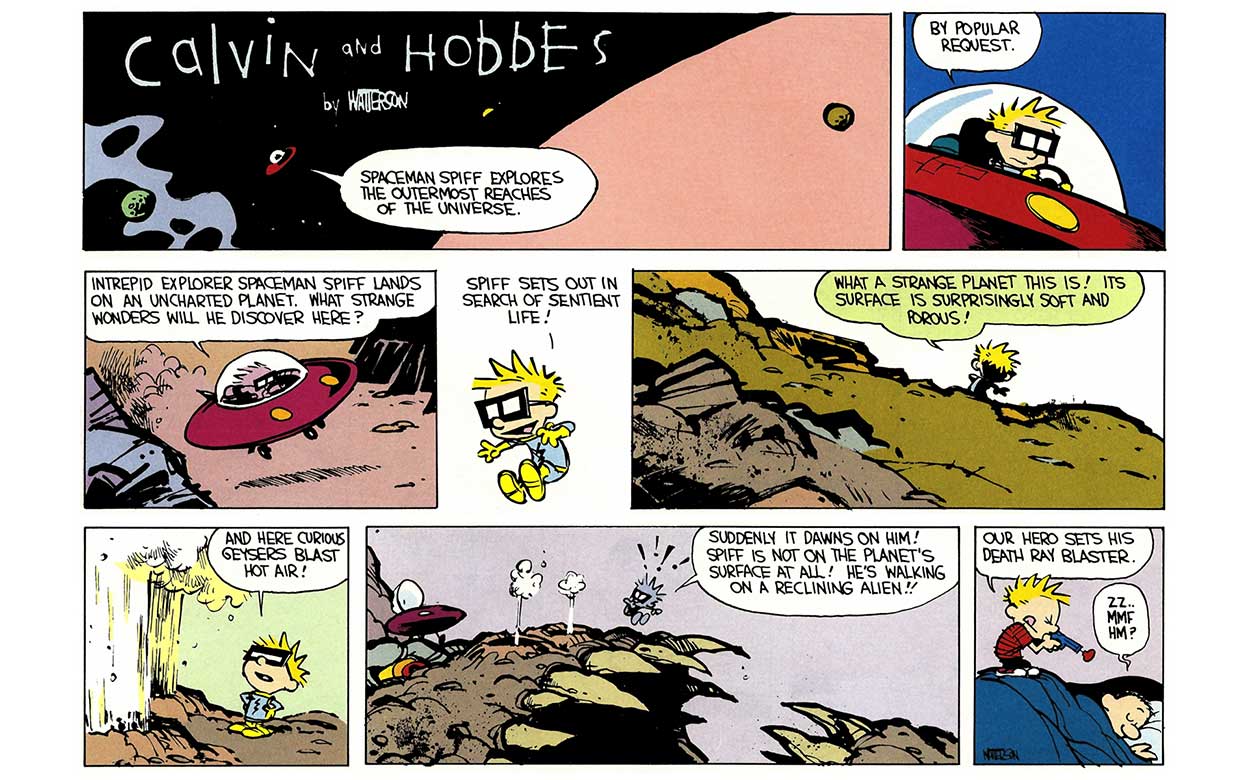 Calvin and HOBBES
by WATTERSON
SPACEMAN SPIFF EXPLORES
THE OUTERMOST REACHES
OF THE UNIVERSE.
BY POPULAR
REQUEST.
INTREPID EXPLORER SPACEMAN SPIFF LANDS
ON AN UNCHARTED PLANET. WHAT STRANGE
WONDERS WILL HE DISCOVER HERE?
SPIFF SETS OUT IN
SEARCH OF SENTIENT
LIFE!
WHAT A STRANGE PLANET THIS IS! ITS
SURFACE IS SURPRISINGLY SOFT AND
POROUS!
AND HERE CURIOUS
GEYSERS BLAST
HOT AIR!
! ! !
SUDDENLY IT DAWNS ON HIM!
SPIFF IS NOT ON THE PLANET'S
SURFACE AT ALL! HE'S WALKING
ON A RECLINING ALIEN!!
OUR HERO SETS HIS
DEATH RAY BLASTER.
ZZ..
MMF
HM?
WATTERSON